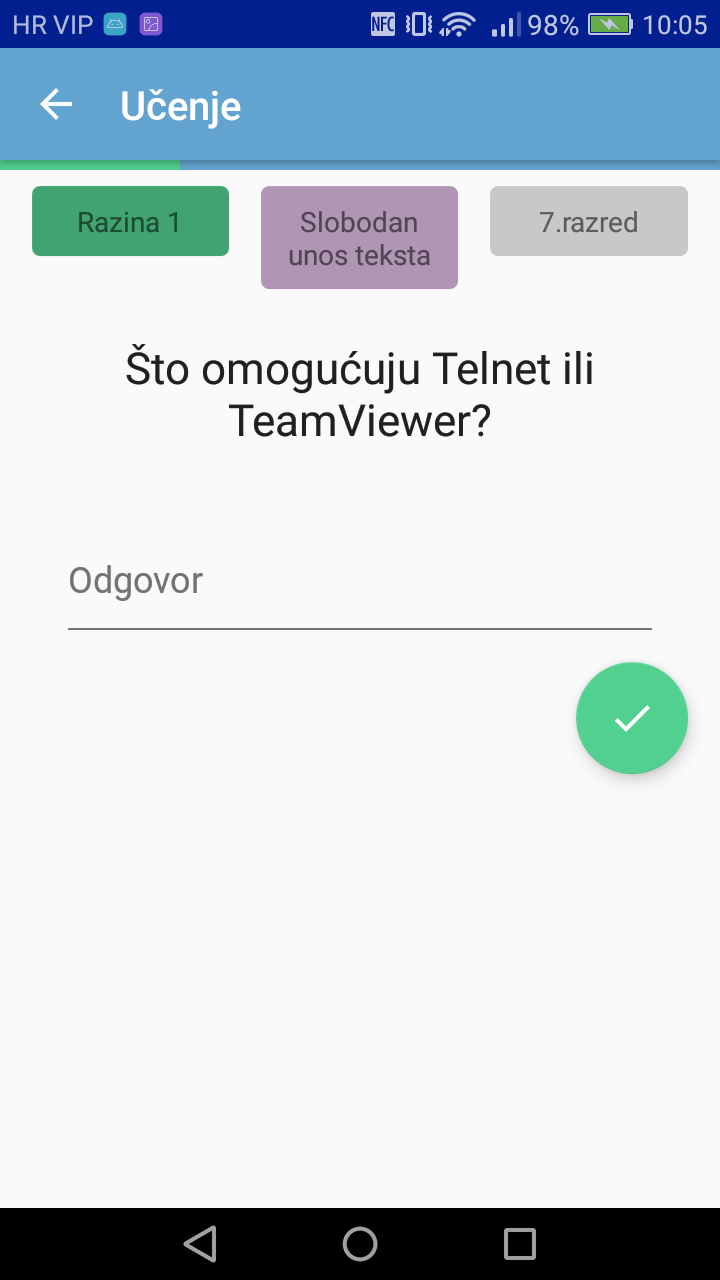 HR VIP NFC 98% 10:05
Učenje
Razina 1
Slobodan
unos teksta
7.razred
Što omogućuju Telnet ili
TeamViewer?
Odgovor